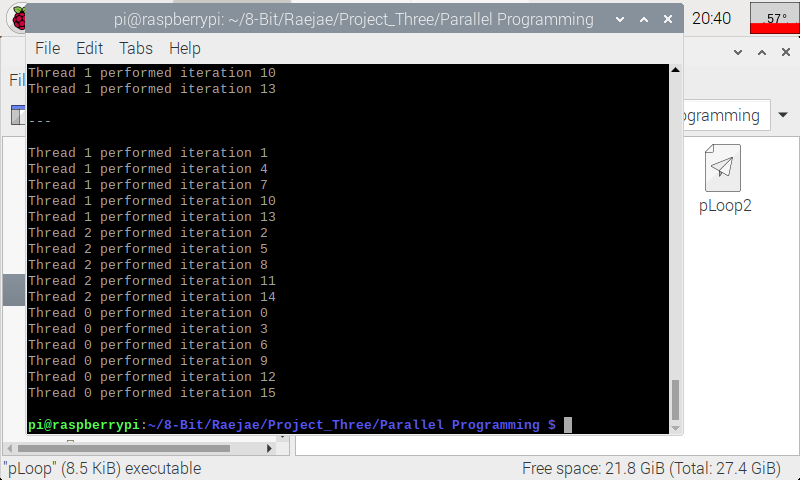 pi@raspberrypi: ~/8-Bit/Raejae/Project_Three/Parallel Programming
20:40
57°
File Edit Tabs Help
Thread 1 performed iteration 10
Thread 1 performed iteration 13
---
Thread 1 performed iteration 1
Thread 1 performed iteration 4
Thread 1 performed iteration 7
Thread 1 performed iteration 10
Thread 1 performed iteration 13
Thread 2 performed iteration 2
Thread 2 performed iteration 5
Thread 2 performed iteration 8
Thread 2 performed iteration 11
Thread 2 performed iteration 14
Thread 0 performed iteration 0
Thread 0 performed iteration 3
Thread 0 performed iteration 6
Thread 0 performed iteration 9
Thread 0 performed iteration 12
Thread 0 performed iteration 15
pi@raspberrypi:~/8-Bit/Raejae/Project_Three/Parallel Programming $
Fil
ogramming
pLoop2
"pLoop" (8.5 KiB) executable
Free space: 21.8 GiB (Total: 27.4 GiB)